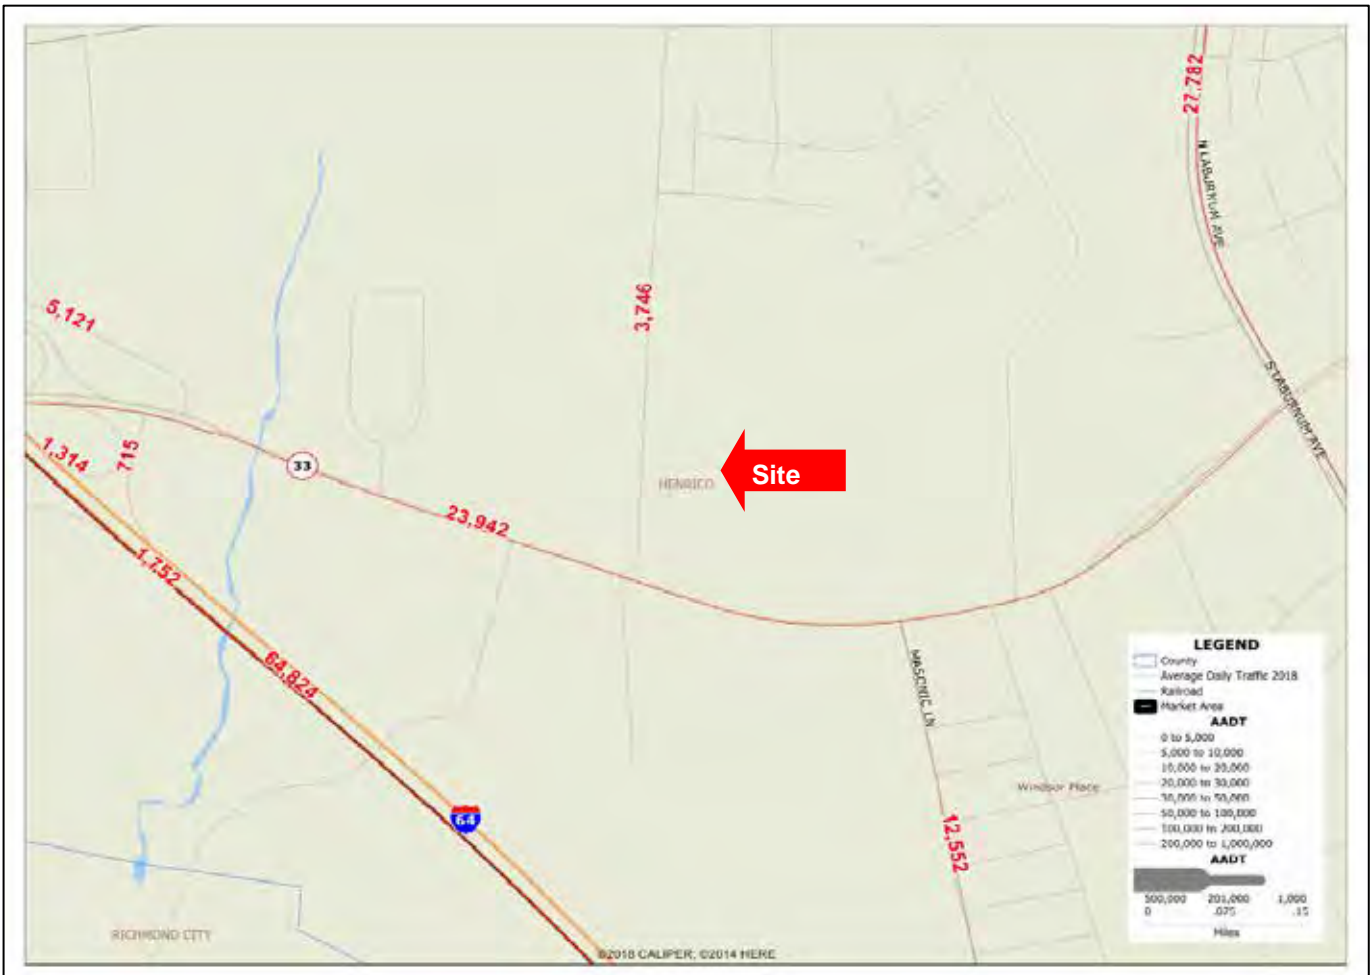 27,782
N LABURNUM AVE
5,121
3,746
S LABURNUM AVE
1,314
715
33
HENRICO
Site
23,942
1,752
64,824
MASONIC LN
64
Windsor Place
12,552
RICHMOND CITY
©2018 CALIPER; ©2014 HERE
LEGEND
County
Average Daily Traffic 2018
Railroad
Market Area
AADT
0 to 5,000
5,000 to 10,000
10,000 to 20,000
20,000 to 30,000
30,000 to 50,000
50,000 to 100,000
100,000 to 200,000
200,000 to 1,000,000
AADT
500,000 201,000 1,000
0 .075 .15
Miles